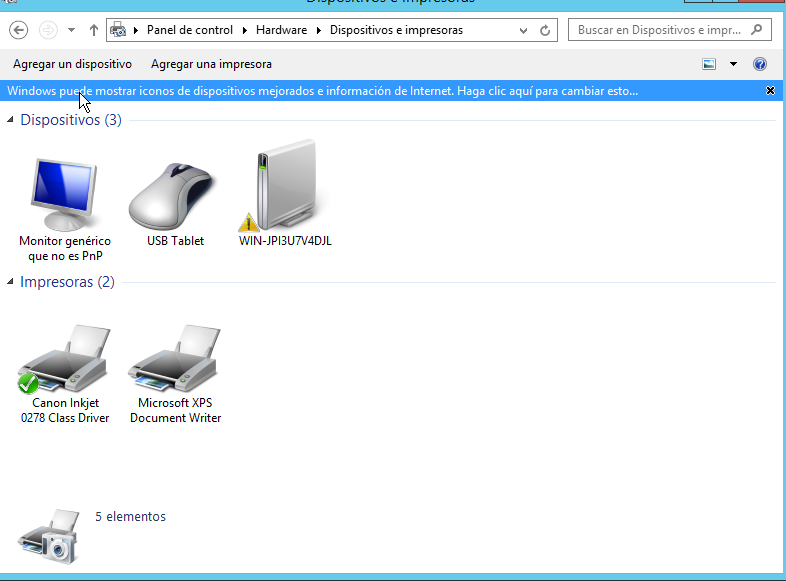 Dispositivos e impresoras
Panel de control Hardware Dispositivos e impresoras
Buscar en Dispositivos e impr...
Agregar un dispositivo Agregar una impresora
Windows puede mostrar iconos de dispositivos mejorados e información de Internet. Haga clic aquí para cambiar esto...
Dispositivos (3)
Monitor genérico
que no es PnP
USB Tablet
WIN-JPI3U7V4DJL
Impresoras (2)
Canon Inkjet
0278 Class Driver
Microsoft XPS
Document Writer
5 elementos